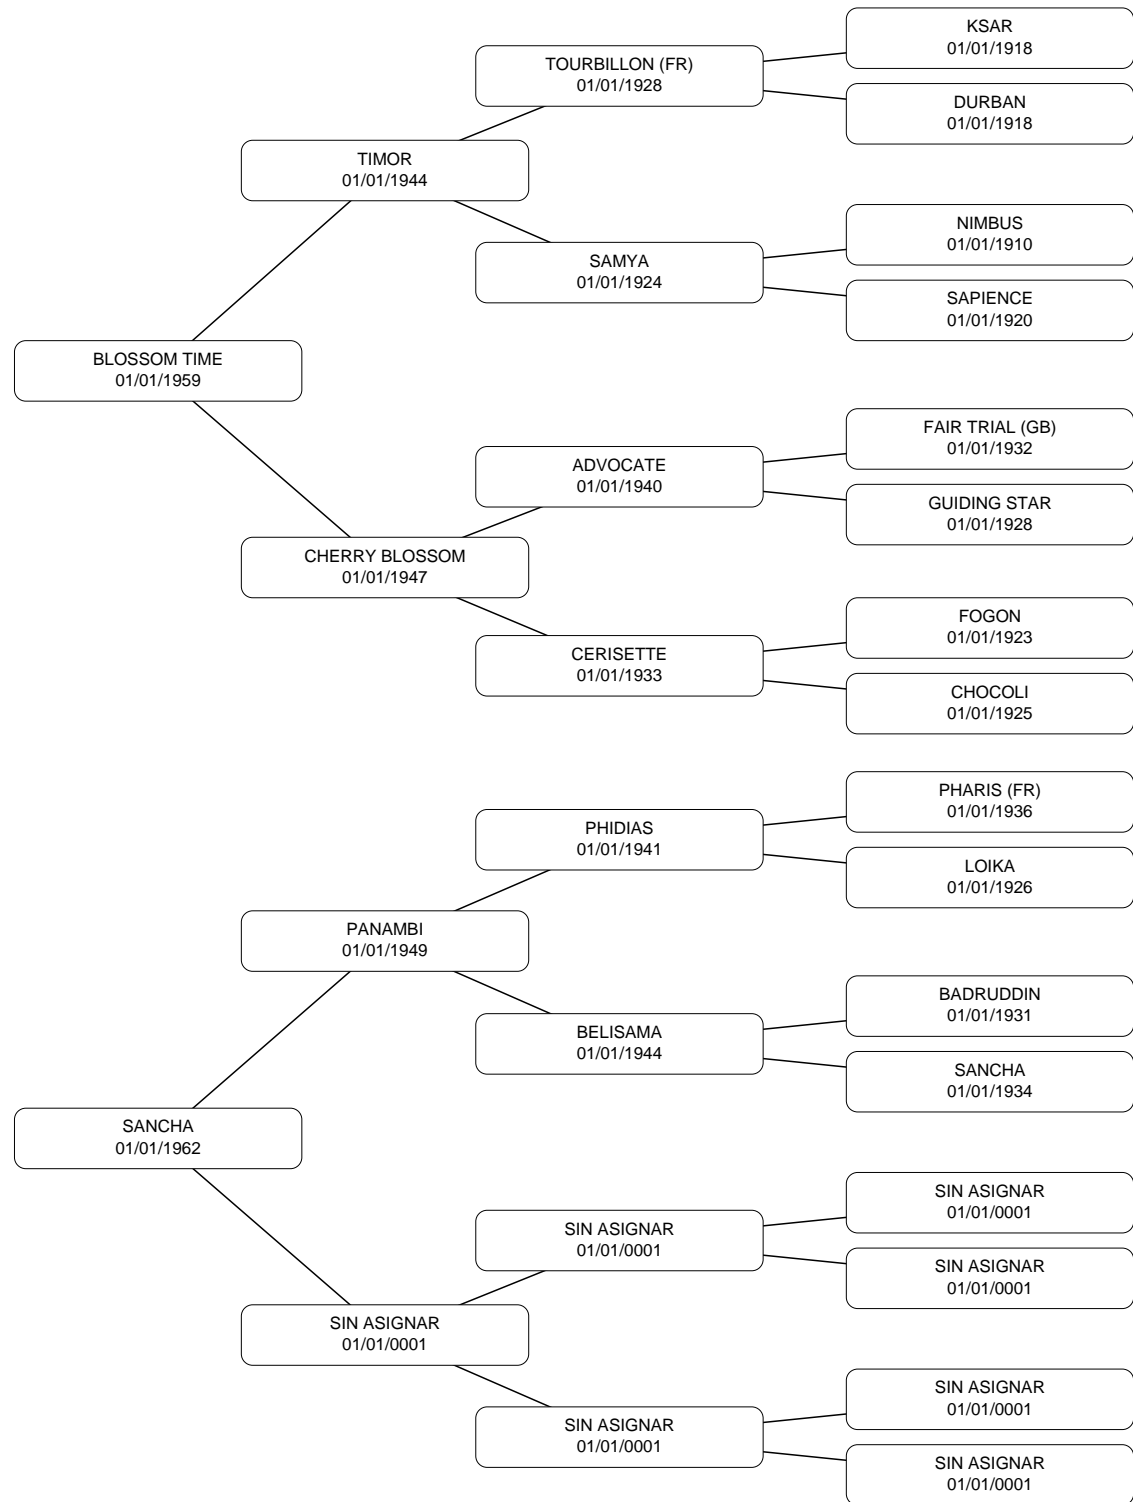 KSAR
01/01/1918
TOURBILLON (FR)
01/01/1928
DURBAN
01/01/1918
TIMOR
01/01/1944
NIMBUS
01/01/1910
SAMYA
01/01/1924
SAPIENCE
01/01/1920
BLOSSOM TIME
01/01/1959
FAIR TRIAL (GB)
01/01/1932
ADVOCATE
01/01/1940
GUIDING STAR
01/01/1928
CHERRY BLOSSOM
01/01/1947
FOGON
01/01/1923
CERISETTE
01/01/1933
CHOCOLI
01/01/1925
PHARIS (FR)
01/01/1936
PHIDIAS
01/01/1941
LOIKA
01/01/1926
PANAMBI
01/01/1949
BADRUDDIN
01/01/1931
BELISAMA
01/01/1944
SANCHA
01/01/1934
SANCHA
01/01/1962
SIN ASIGNAR
01/01/0001
SIN ASIGNAR
01/01/0001
SIN ASIGNAR
01/01/0001
SIN ASIGNAR
01/01/0001
SIN ASIGNAR
01/01/0001
SIN ASIGNAR
01/01/0001
SIN ASIGNAR
01/01/0001